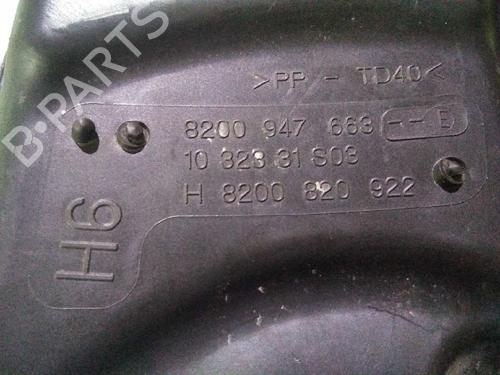 B-PARTS
>PP - TD40<
8200 947 663 -- E
10 323 31 S03
H 8200 820 922
H6